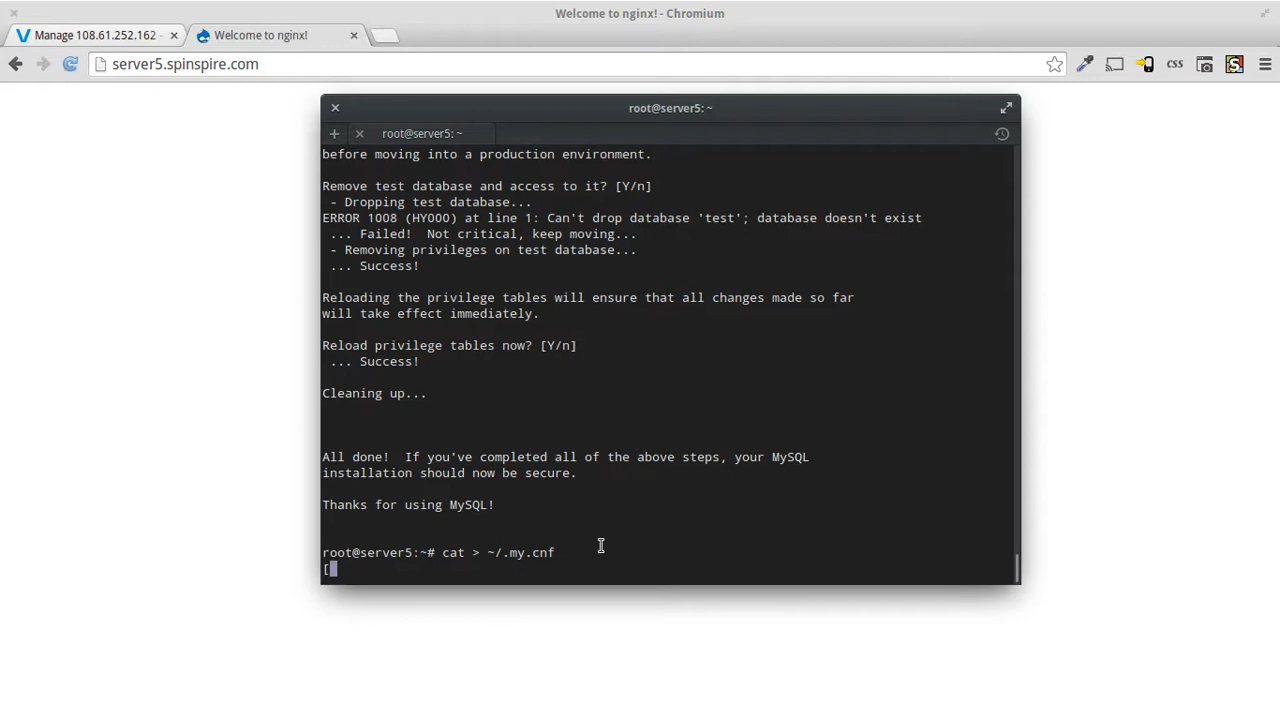 Welcome to nginx! - Chromium
Manage 108.61.252.162 -
Welcome to nginx!
server5.spinspire.com
CSS
S
root@server5: ~
root@server5: ~
before moving into a production environment.
Remove test database and access to it? [Y/n]
- Dropping test database...
ERROR 1008 (HY000) at line 1: Can't drop database 'test'; database doesn't exist
... Failed!  Not critical, keep moving...
- Removing privileges on test database...
... Success!
Reloading the privilege tables will ensure that all changes made so far
will take effect immediately.
Reload privilege tables now? [Y/n]
... Success!
Cleaning up...
All done!  If you've completed all of the above steps, your MySQL
installation should now be secure.
Thanks for using MySQL!
root@server5:~# cat > ~/.my.cnf
[